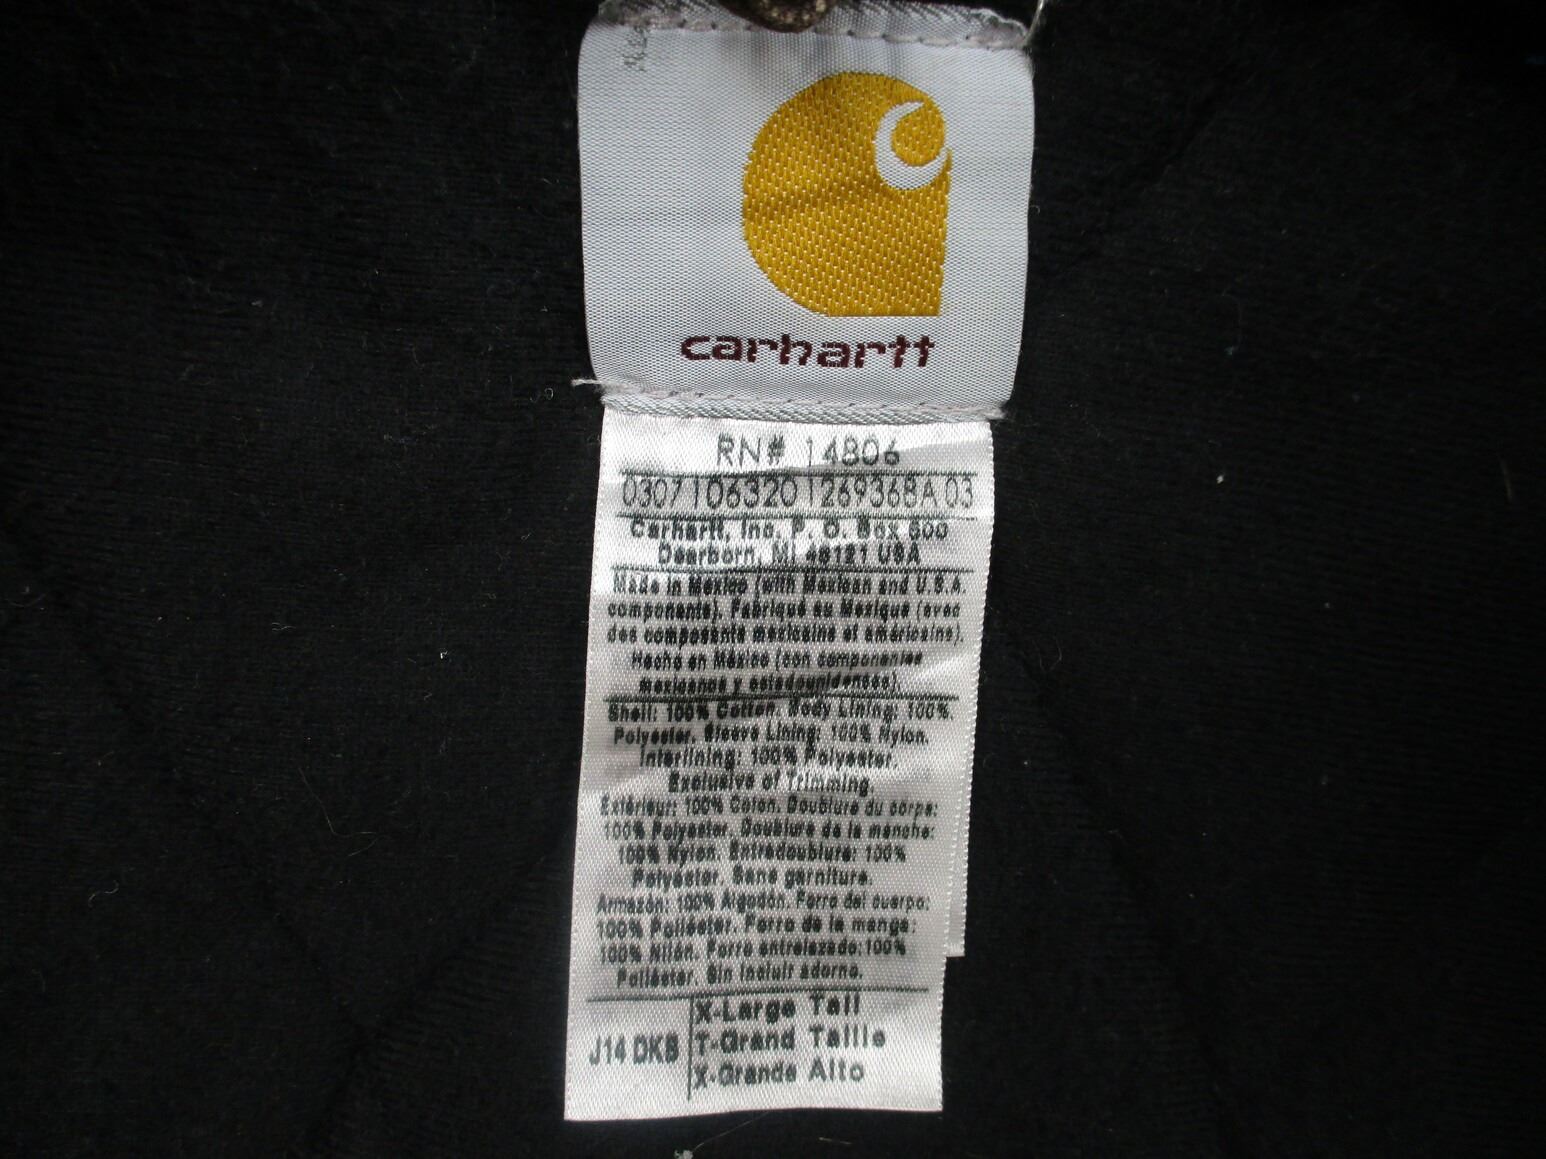 carhartt
RN# 14806
03071063201269368A 03
Carhartt, Inc. P. O. Box 600
Dearborn, MI 48121 USA
Made in Mexico (with Mexican and U.S.A.
components). Fabriqué au Mexique (avec
des composants mexicains et américains).
Hecho en México (con componentes
mexicanos y estadounidenses).
Shell: 100% Cotton. Body Lining: 100%
Polyester. Sleeve Lining: 100% Nylon.
Interlining: 100% Polyester.
Exclusive of Trimming.
Extérieur: 100% Coton. Doublure du corps:
100% Polyester. Doublure de la manche:
100% Nylon. Entredoublure: 100%
Polyester. Sans garniture.
Armazón: 100% Algodón. Forro del cuerpo:
100% Poliéster. Forro de la manga:
100% Nilón. Forro entrelazado:100%
Poliéster. Sin incluir adorno.
J14 DKB
X-Large Tall
T-Grand Taille
X-Grande Alto